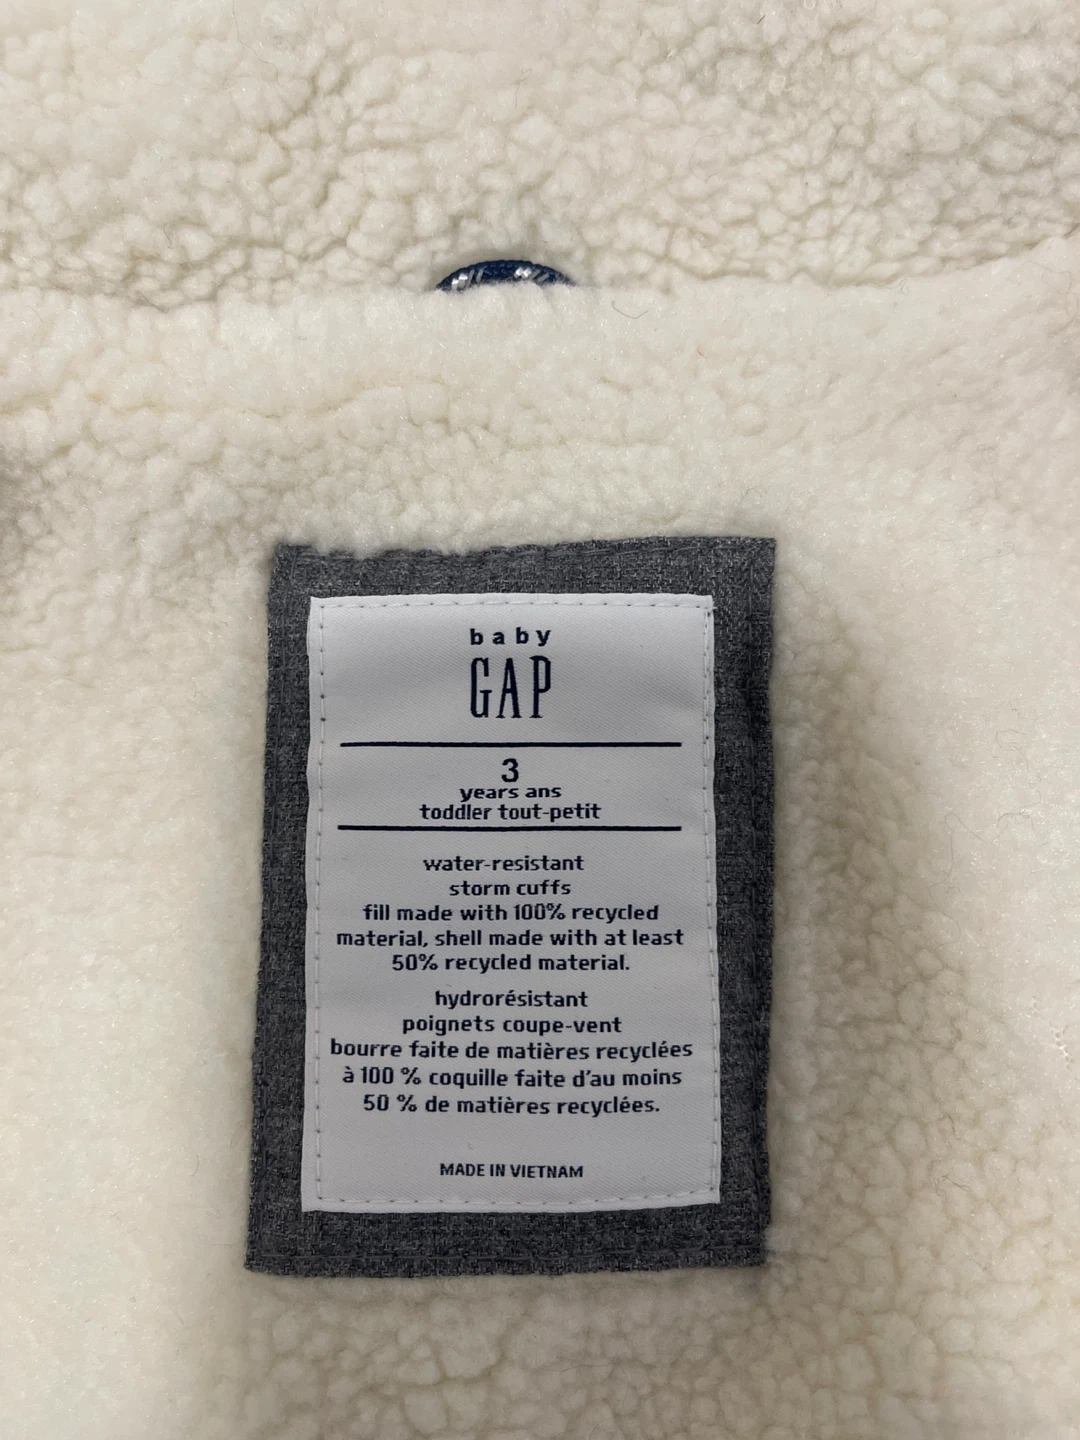 baby
GAP
3
years ans
toddler tout-petit
water-resistant
storm cuffs
fill made with 100% recycled
material, shell made with at least
50% recycled material.
hydrorésistant
poignets coupe-vent
bourre faite de matières recyclées
à 100 % coquille faite d'au moins
50 % de matières recyclées.
MADE IN VIETNAM